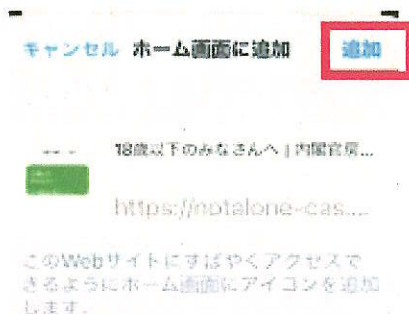 キャンセル ホーム画面に追加 追加
18歳以下のみなさんへ | 内閣官房...
https://notalone-cas....
このWebサイトにすばやくアクセスで
きるようにホーム画面にアイコンを追加
します。